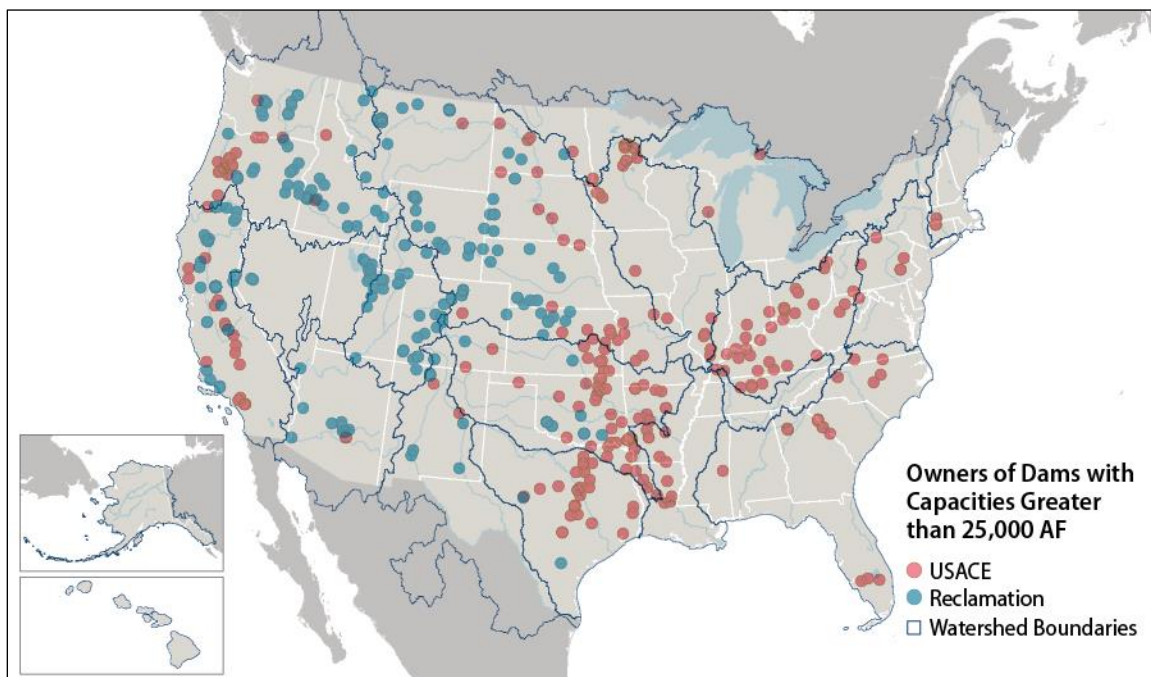 Owners of Dams with
Capacities Greater
than 25,000 AF
USACE
Reclamation
Watershed Boundaries